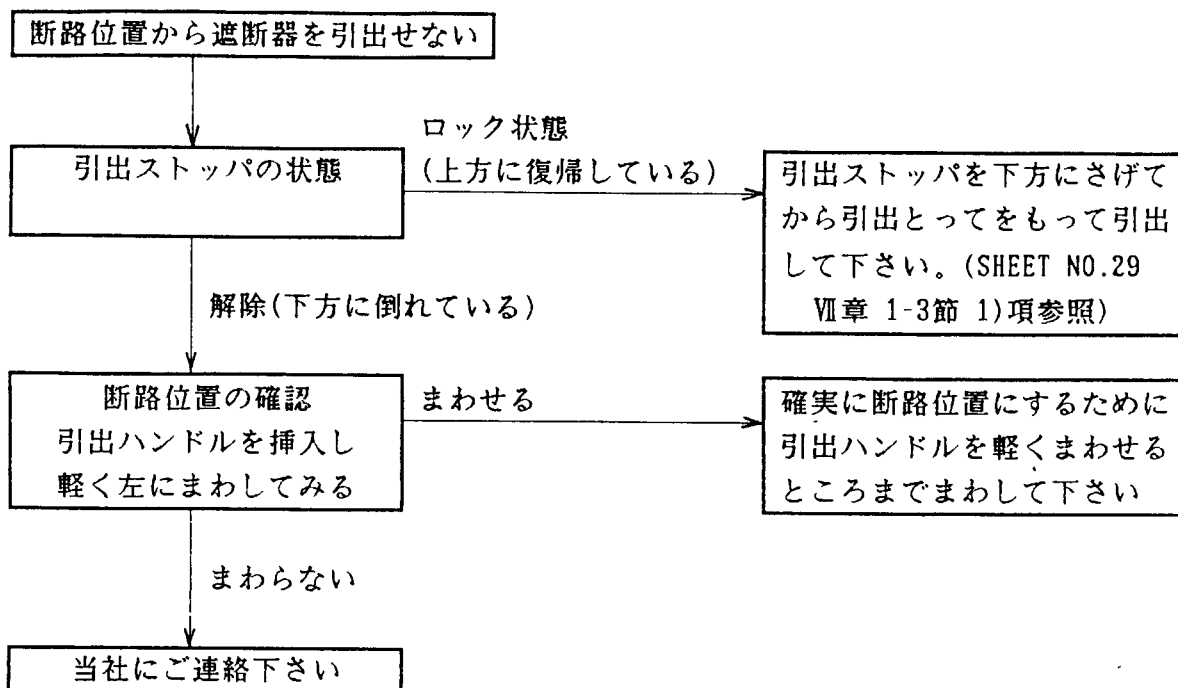 断路位置から遮断器を引出せない
引出ストッパの状態
ロック状態
(上方に復帰している)
引出ストッパを下方にさげて
から引出とってをもって引出
して下さい。(SHEET NO.29
Ⅶ章 1-3節 1)項参照)
解除(下方に倒れている)
断路位置の確認
引出ハンドルを挿入し
軽く左にまわしてみる
まわせる
確実に断路位置にするために
引出ハンドルを軽くまわせる
ところまでまわして下さい
まわらない
当社にご連絡下さい